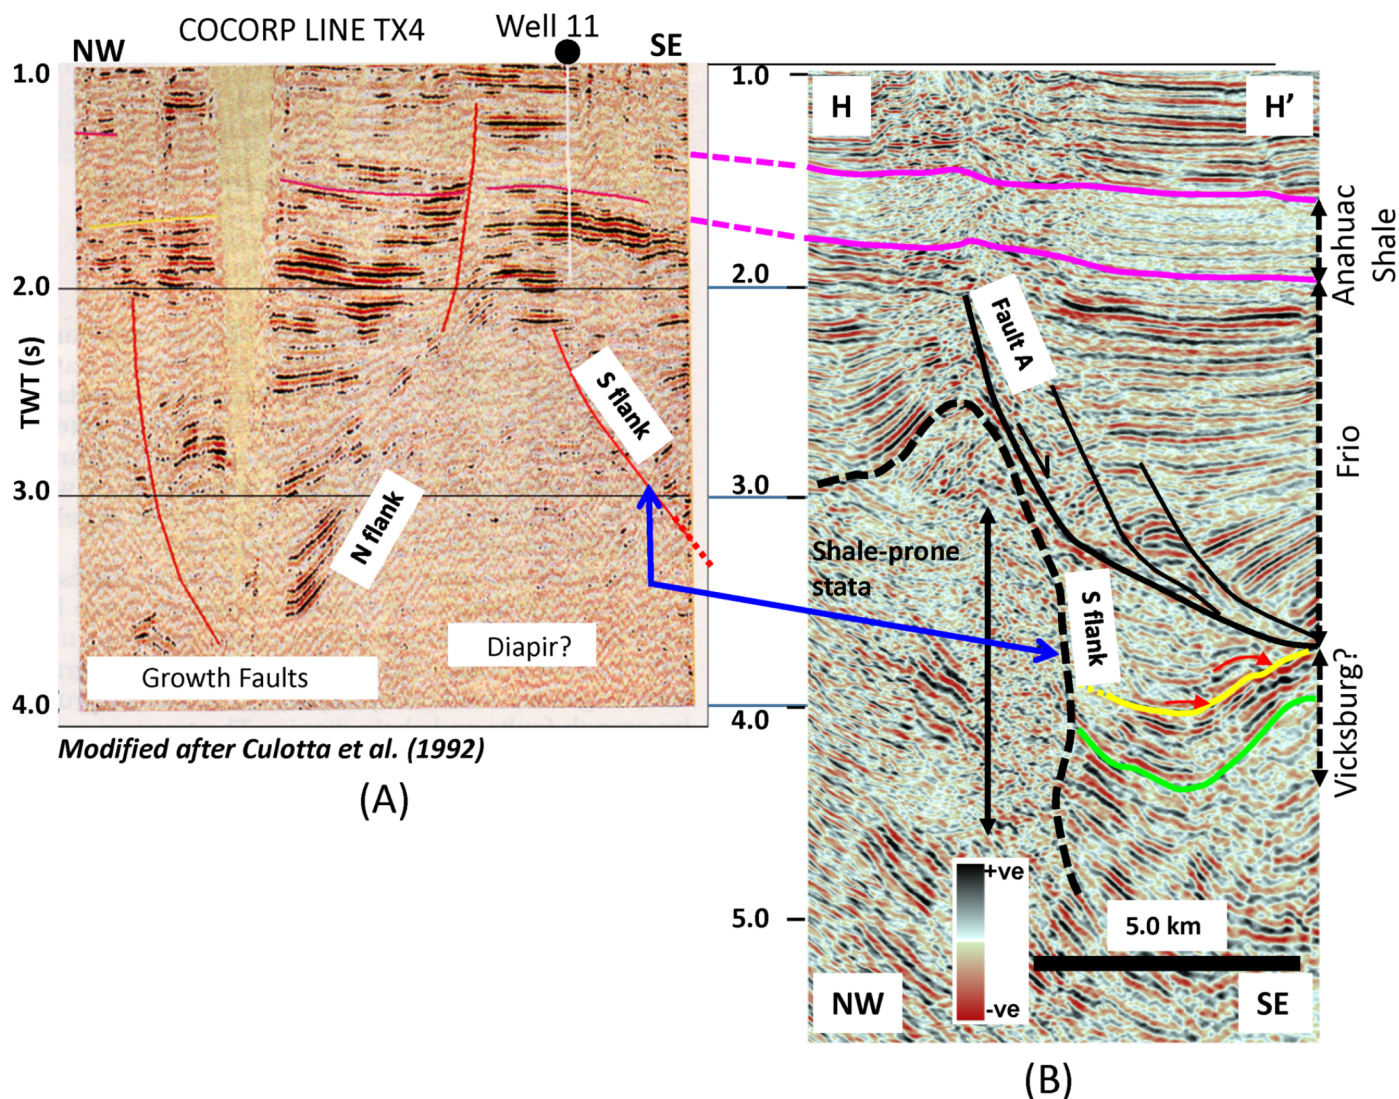 COCORP LINE TX4
Well 11
NW
SE
1.0
2.0
3.0
4.0
TWT (s)
S flank
N flank
Diapir?
Growth Faults
Modified after Culotta et al. (1992)
(A)
1.0
2.0
3.0
4.0
5.0
H
H’
Fault A
Shale-prone
stata
S flank
Anahuac
Shale
Frio
Vicksburg?
+ve
-ve
5.0 km
NW
SE
(B)